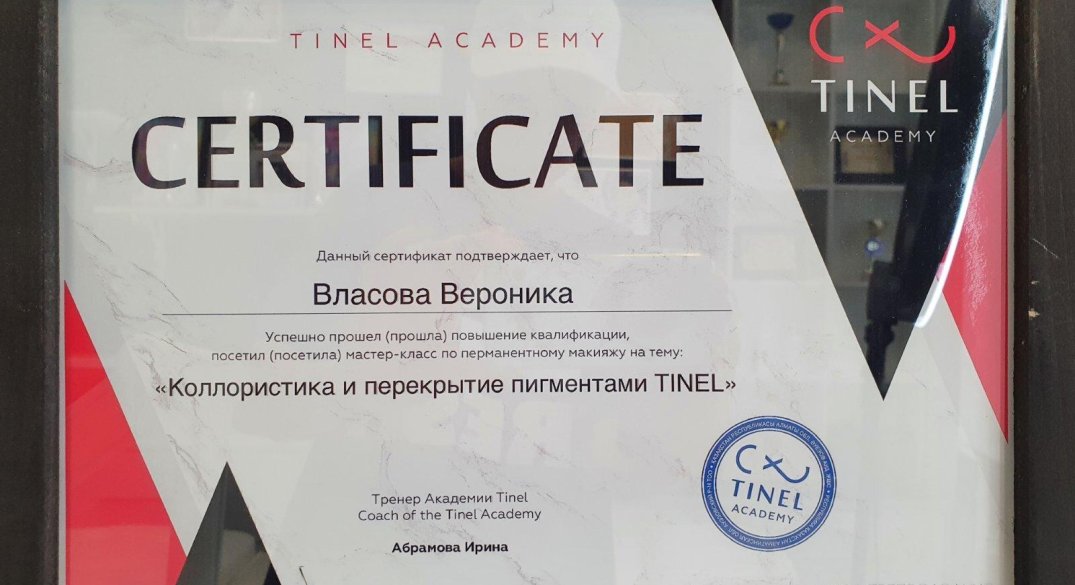 TINEL ACADEMY
TINEL
ACADEMY
CERTIFICATE
Данный сертификат подтверждает, что
Власова Вероника
Успешно прошел (прошла) повышение квалификации,
посетил (посетила) мастер-класс по перманентному макияжу на тему:
«Коллористика и перекрытие пигментами TINEL»
TINEL
ACADEMY
Тренер Академии Tinel
Coach of the Tinel Academy
Абрамова Ирина